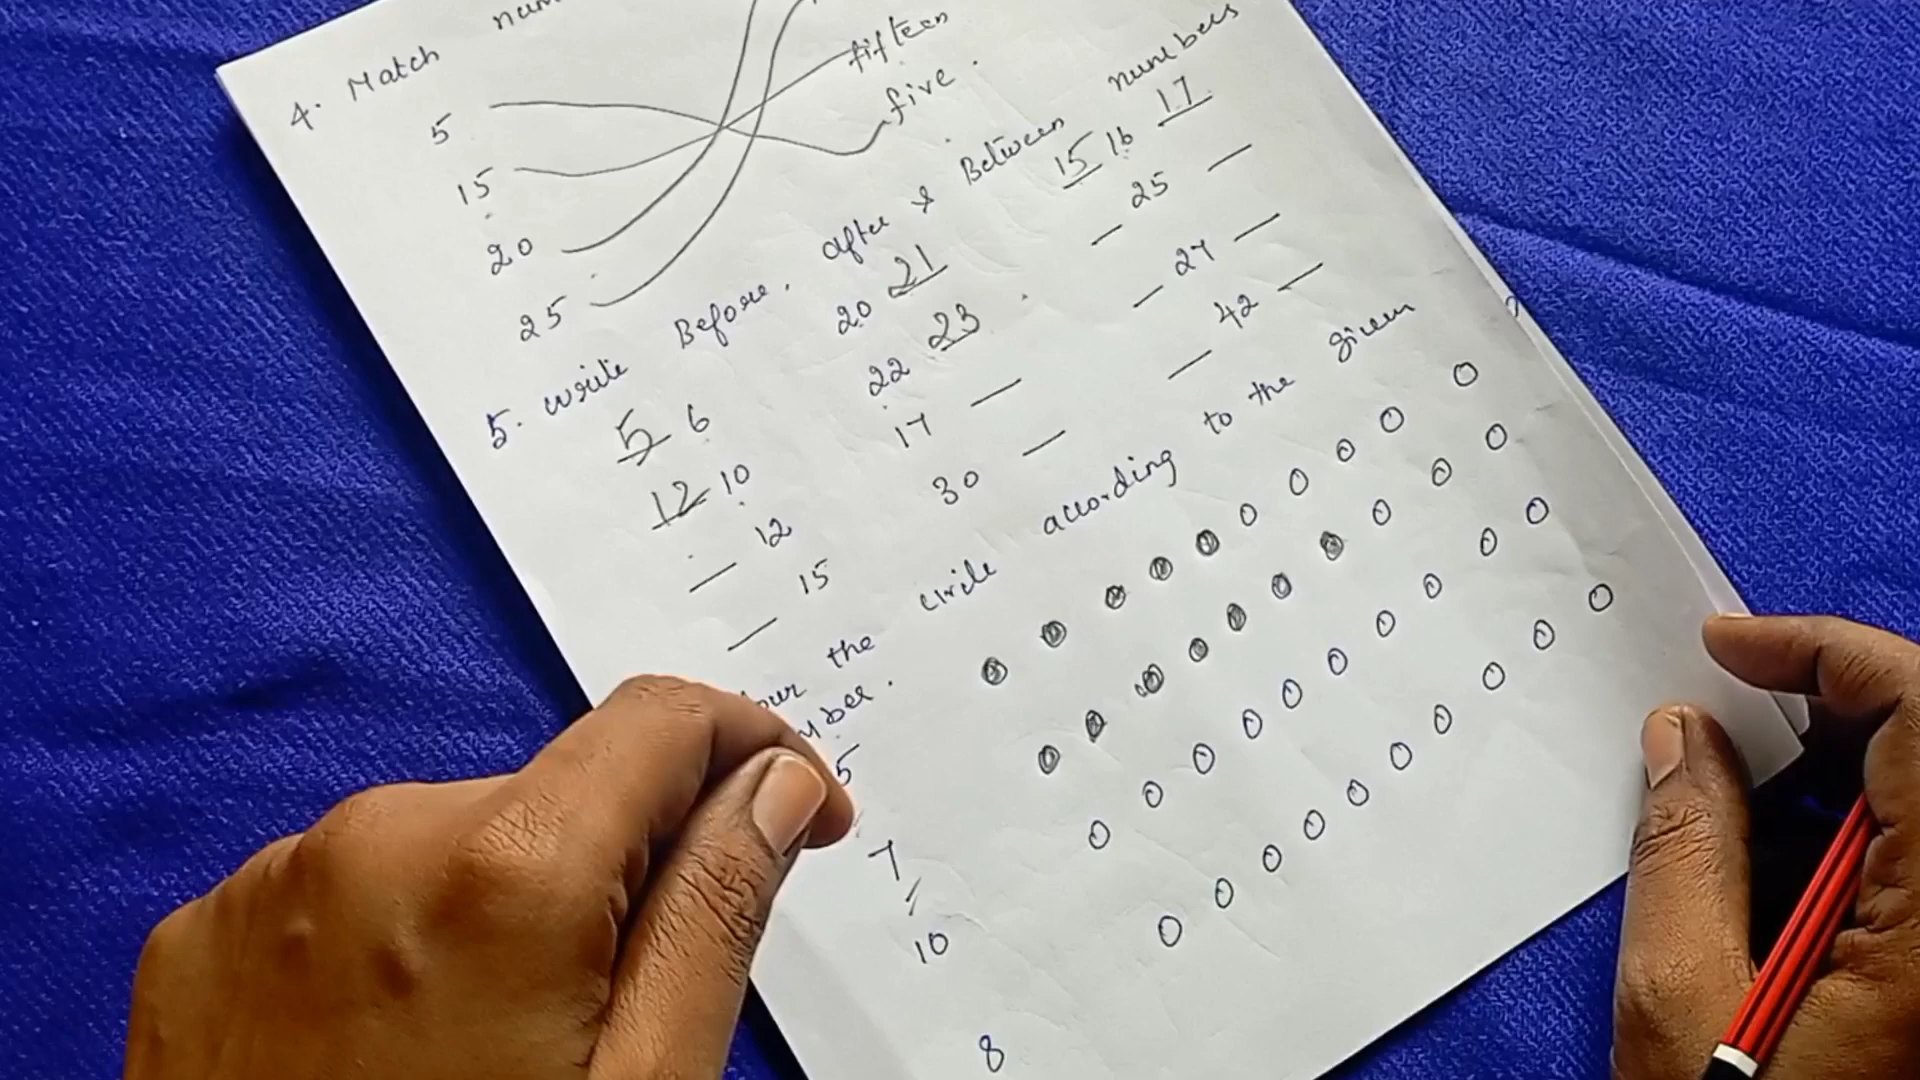 4. Match
5
15
20
25
fifteen
five.
5. write Before, after & Between numbers
5 6
12 10
__ 12
__ 15
20 21
22 23
17 __
30 __
15 16 17
__ 25 __
__ 27 __
__ 42 __
the circle according to the given
5
7
10
8